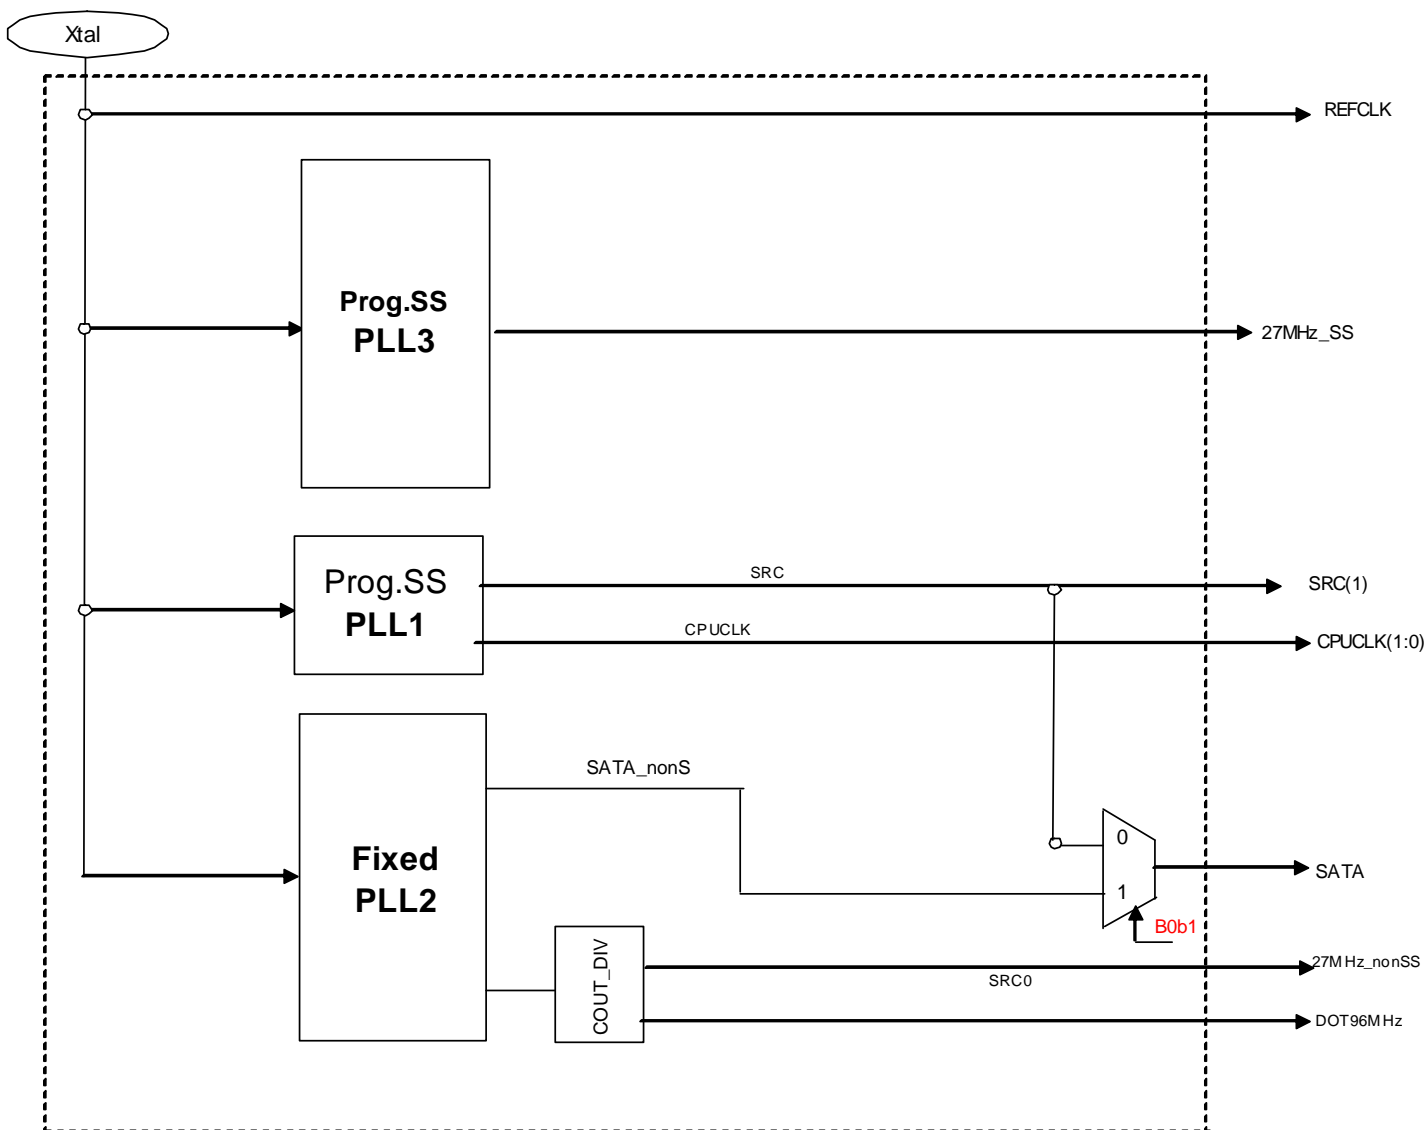 Xtal
REFCLK
Prog.SS
PLL3
27MHz_SS
Prog.SS
PLL1
SRC
SRC(1)
CPUCLK
CPUCLK(1:0)
SATA_nonS
Fixed
PLL2
0
1
SATA
B0b1
COUT_DIV
27MHz_nonSS
SRC0
DOT96MHz